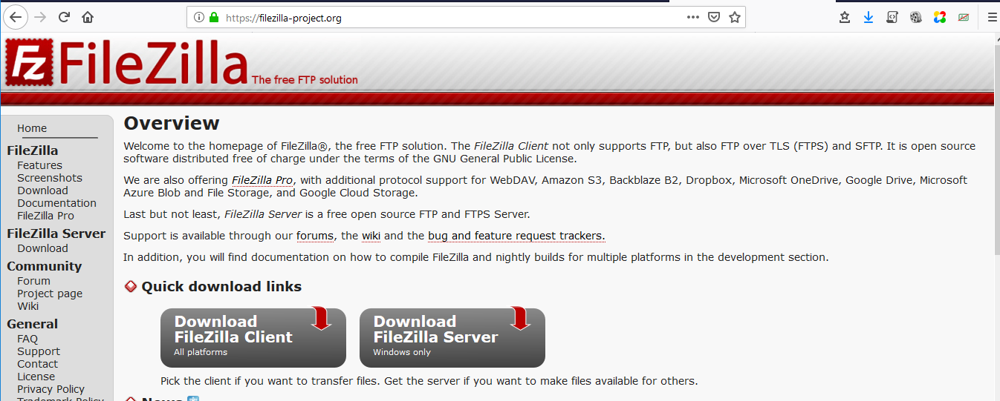 https://filezilla-project.org
FileZilla The free FTP solution
Home
FileZilla
Features
Screenshots
Download
Documentation
FileZilla Pro
FileZilla Server
Download
Community
Forum
Project page
Wiki
General
FAQ
Support
Contact
License
Privacy Policy
Trademark Policy
Overview
Welcome to the homepage of FileZilla®, the free FTP solution. The FileZilla Client not only supports FTP, but also FTP over TLS (FTPS) and SFTP. It is open source
software distributed free of charge under the terms of the GNU General Public License.
We are also offering FileZilla Pro, with additional protocol support for WebDAV, Amazon S3, Backblaze B2, Dropbox, Microsoft OneDrive, Google Drive, Microsoft
Azure Blob and File Storage, and Google Cloud Storage.
Last but not least, FileZilla Server is a free open source FTP and FTPS Server.
Support is available through our forums, the wiki and the bug and feature request trackers.
In addition, you will find documentation on how to compile FileZilla and nightly builds for multiple platforms in the development section.
Quick download links
Download
FileZilla Client
All platforms
Download
FileZilla Server
Windows only
Pick the client if you want to transfer files. Get the server if you want to make files available for others.
News